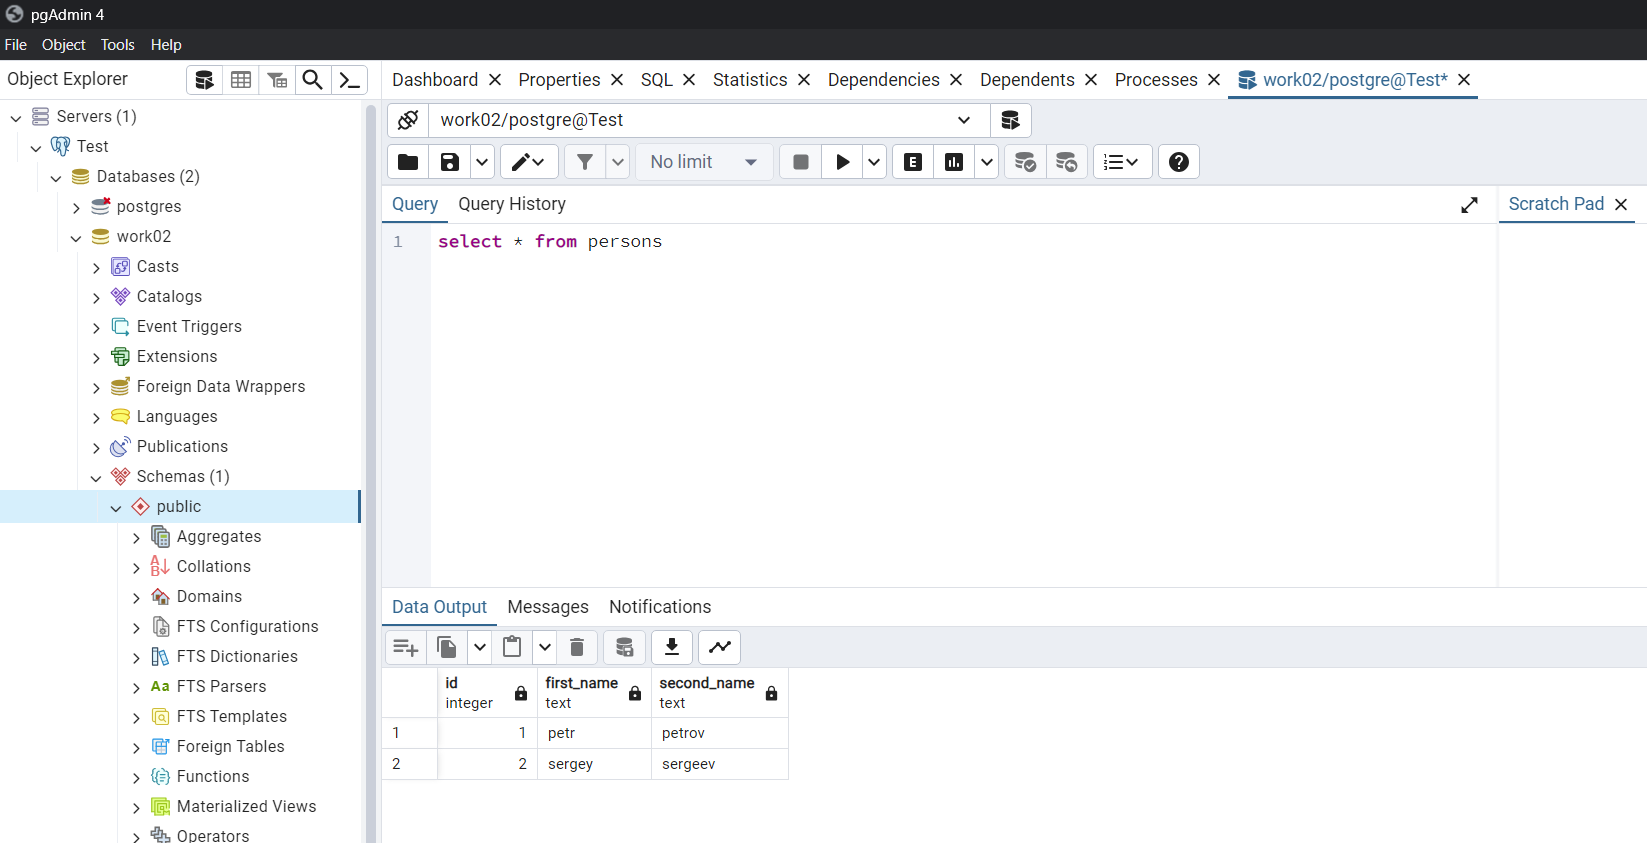 pgAdmin 4
File Object Tools Help
Object Explorer
Servers (1)
Test
Databases (2)
postgres
work02
Casts
Catalogs
Event Triggers
Extensions
Foreign Data Wrappers
Languages
Publications
Schemas (1)
public
Aggregates
Collations
Domains
FTS Configurations
FTS Dictionaries
Aa FTS Parsers
FTS Templates
Foreign Tables
Functions
Materialized Views
Operators
Dashboard Properties SQL Statistics Dependencies Dependents Processes work02/postgre@Test*
work02/postgre@Test
No limit E
Query Query History Scratch Pad
1 select * from persons
Data Output Messages Notifications
id first_name second_name
integer text text
1 1 petr petrov
2 2 sergey sergeev